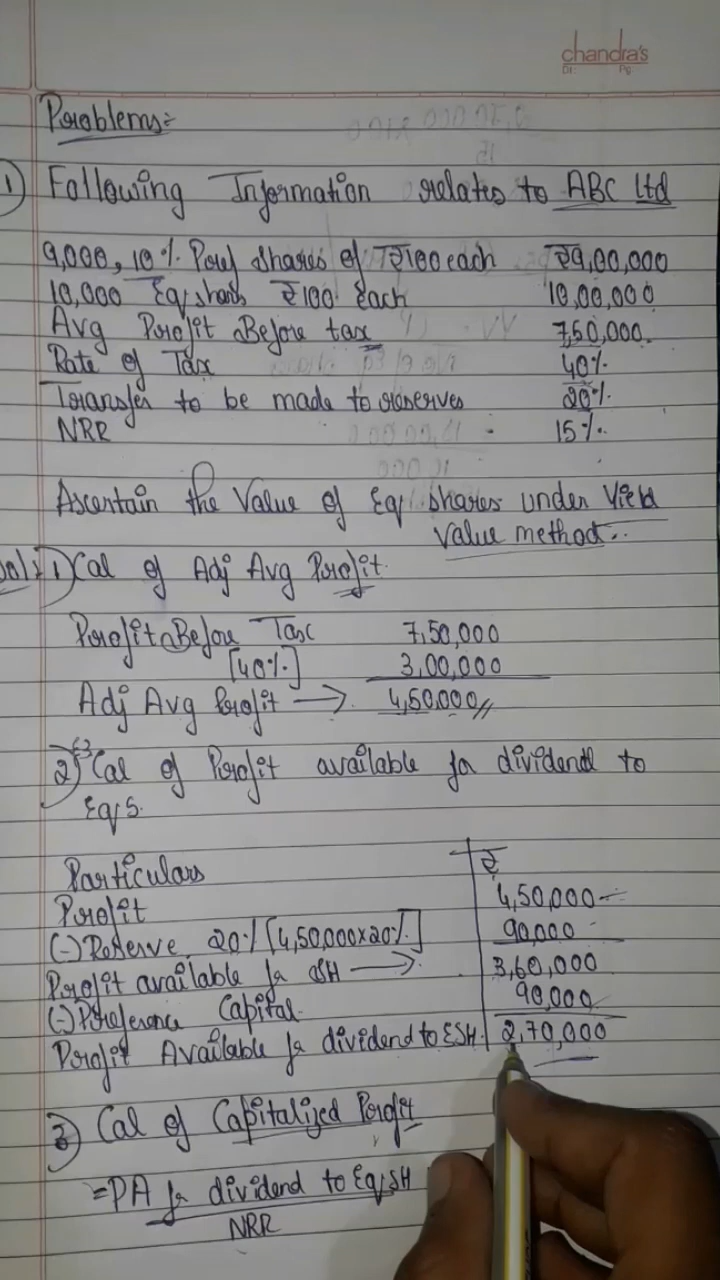 chandra's
Dt: Pg:
Problems:-
1) Following Information relates to ABC Ltd
9,000, 10% Pref shares of ₹100 each ₹9,00,000
10,000 Eq shares ₹100 each 10,00,000
Avg Profit Before tax 7,50,000
Rate of Tax 40%
Transfer to be made to reserves 20%
NRR 15%
Ascertain the value of Eq shares under Yield
Value method..
Sol:- 1) Cal of Adj Avg Profit.
Profit Before Tax 7,50,000
[40%] 3,00,000
Adj Avg Profit → 4,50,000//
2) Cal of Profit available for dividend to
Eq S.
Particulars ₹
Profit 4,50,000
(-) Reserve 20% [4,50,000x20%] 90,000
Profit available for SH → 3,60,000
(-) Preference Capital 90,000
Profit Available for dividend to ESH 2,70,000
3) Cal of Capitalized Profit
=PA for dividend to Eq SH
NRR